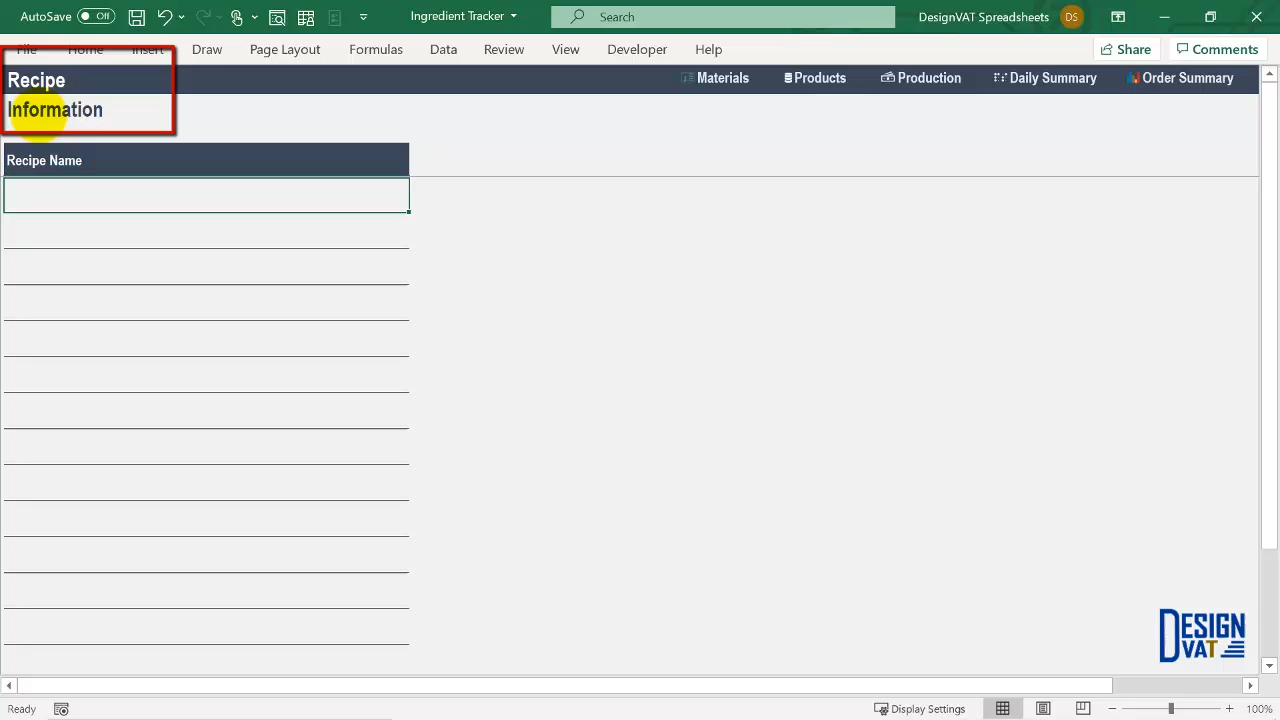 AutoSave Off Ingredient Tracker Search DesignVAT Spreadsheets DS
File Home Insert Draw Page Layout Formulas Data Review View Developer Help Share Comments
Recipe Materials Products Production Daily Summary Order Summary
Information
Recipe Name
DESIGN
VAT
Ready Display Settings 100%